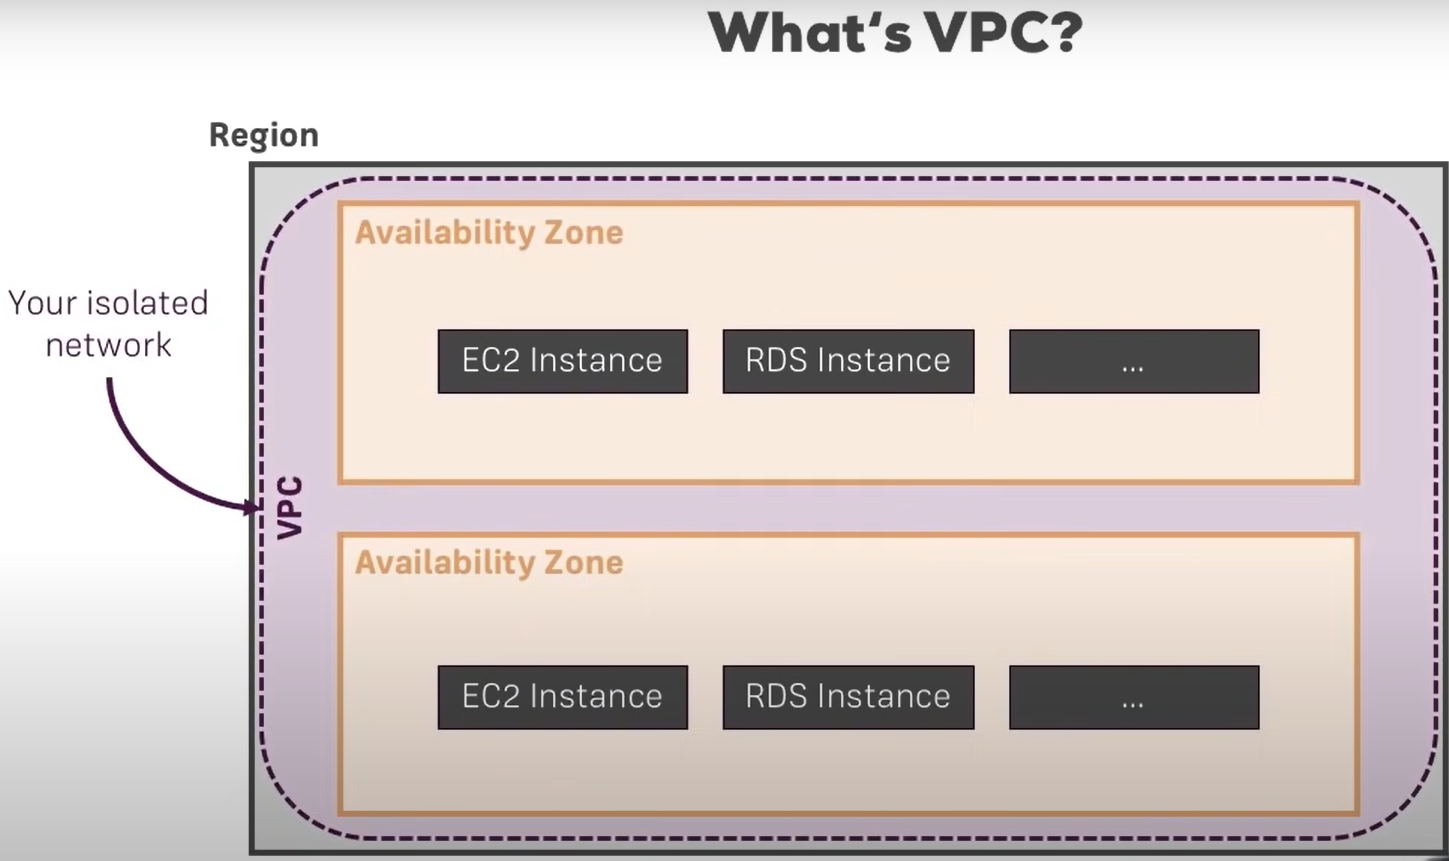 What‘s VPC?
Region
Availability Zone
EC2 Instance
RDS Instance
...
Your isolated
network
VPC
Availability Zone
EC2 Instance
RDS Instance
...